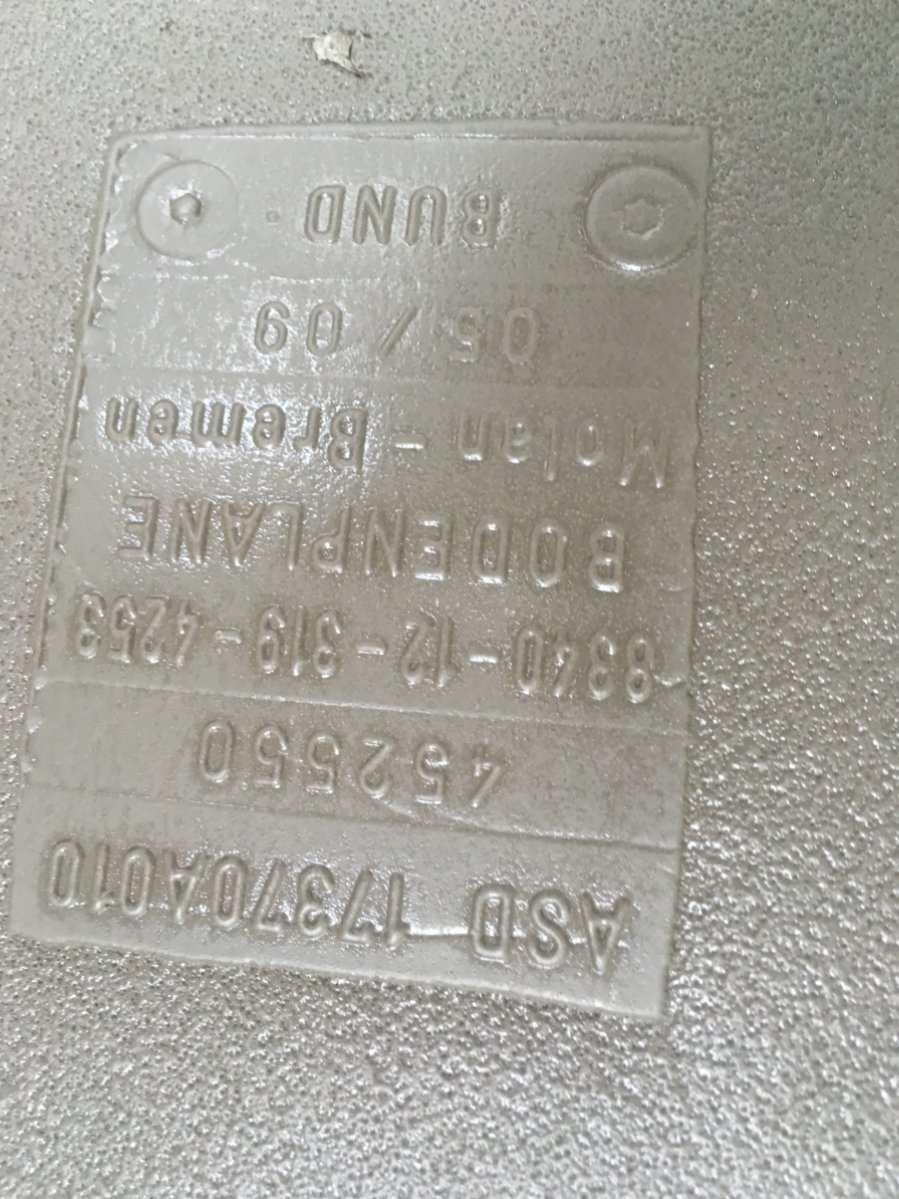 BUND
05 / 09
Molan - Bremen
BODENPLANE
8340-12-319-4253
452550
ASD 17370A010